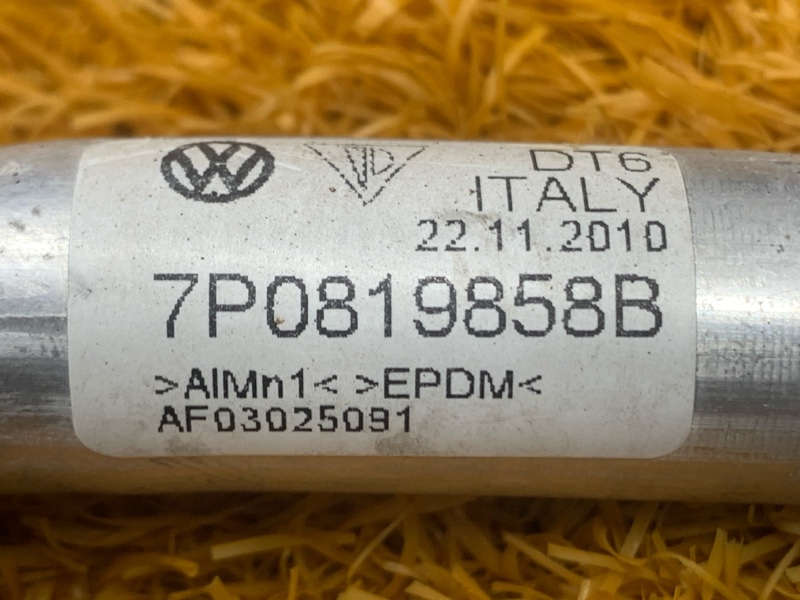 DT6
ITALY
22.11.2010
7P0819858B
>AlMn1< >EPDM<
AF03025091